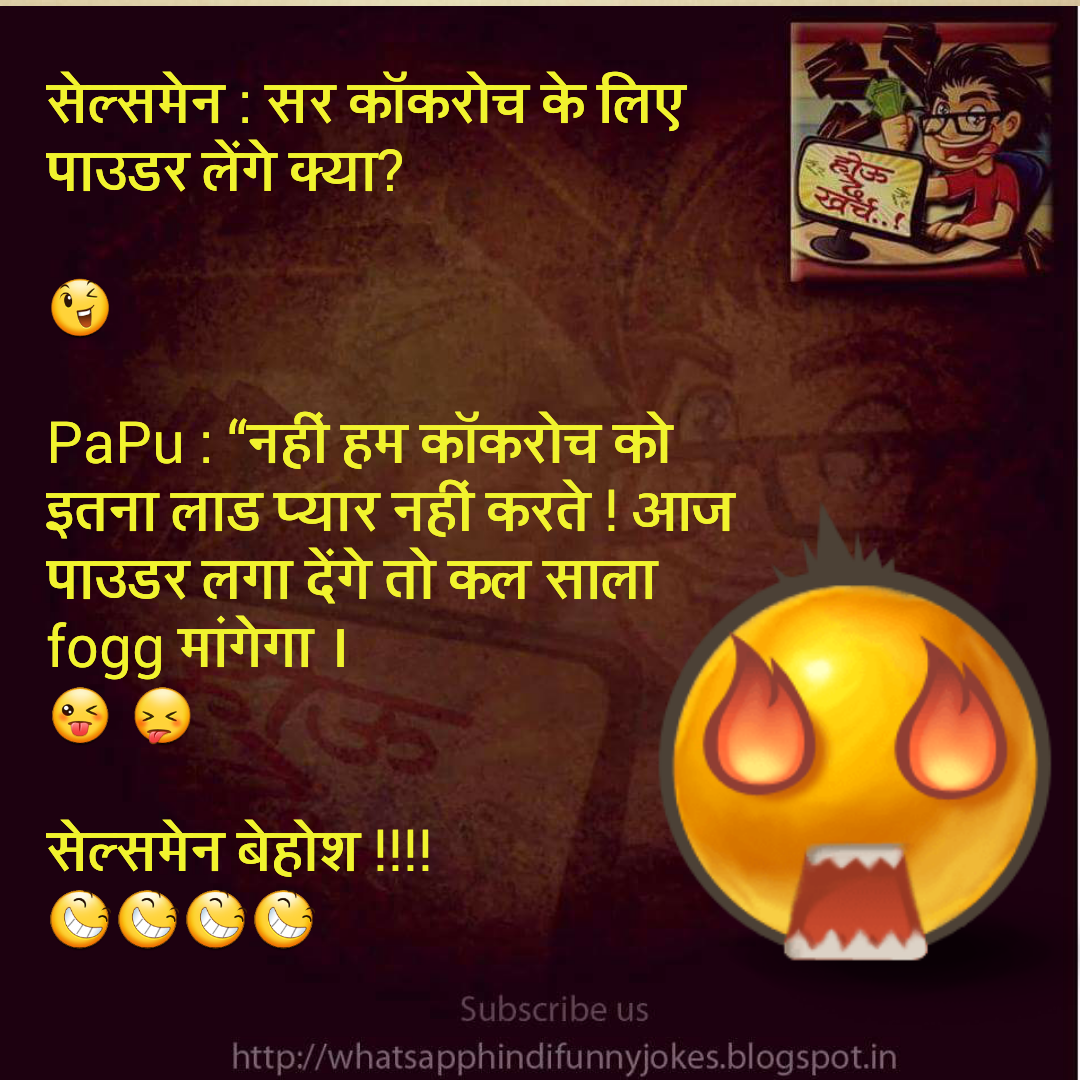 सेल्समेन : सर कॉकरोच के लिए
पाउडर लेंगे क्या?
होऊ
दे
खर्च..!
😜
PaPu : “नहीं हम कॉकरोच को
इतना लाड प्यार नहीं करते ! आज
पाउडर लगा देंगे तो कल साला
fogg मांगेगा ।
😜 😝
सेल्समेन बेहोश !!!!
😆😆😆😆
Subscribe us
http://whatsapphindifunnyjokes.blogspot.in